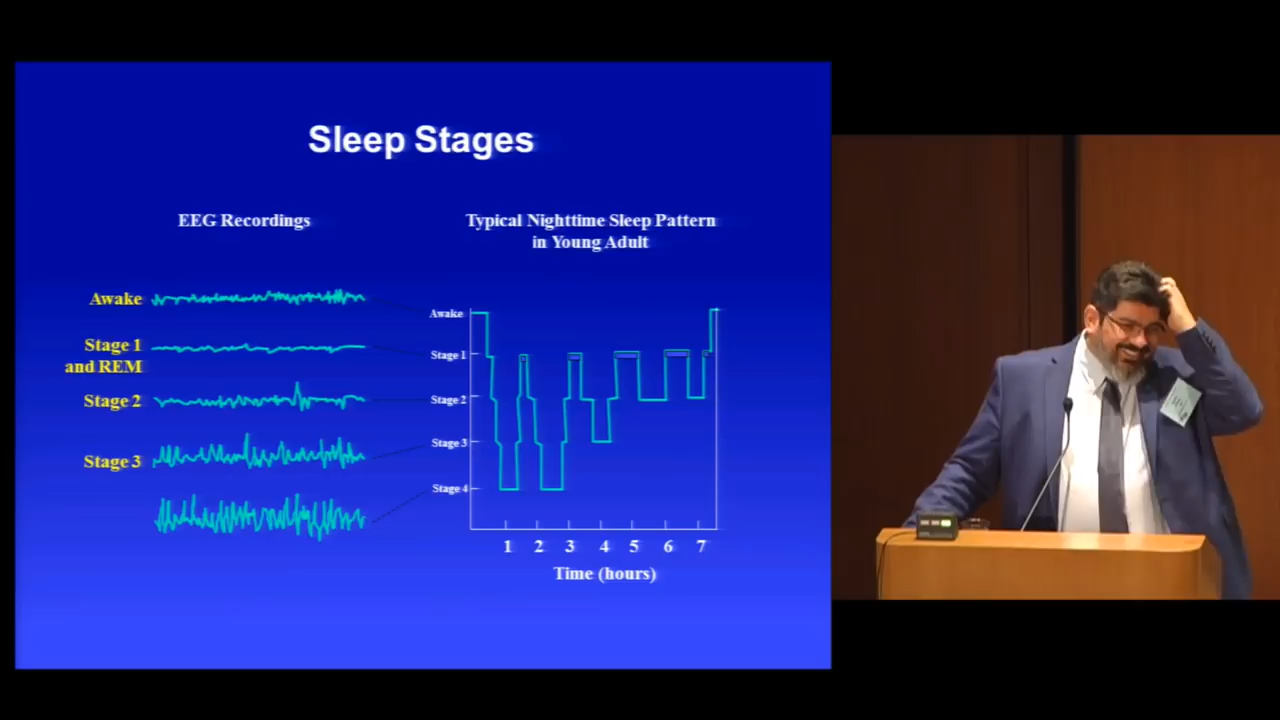 Sleep Stages
EEG Recordings
Awake
Stage 1
and REM
Stage 2
Stage 3
Typical Nighttime Sleep Pattern
in Young Adult
Awake
Stage 1
Stage 2
Stage 3
Stage 4
1 2 3 4 5 6 7
Time (hours)